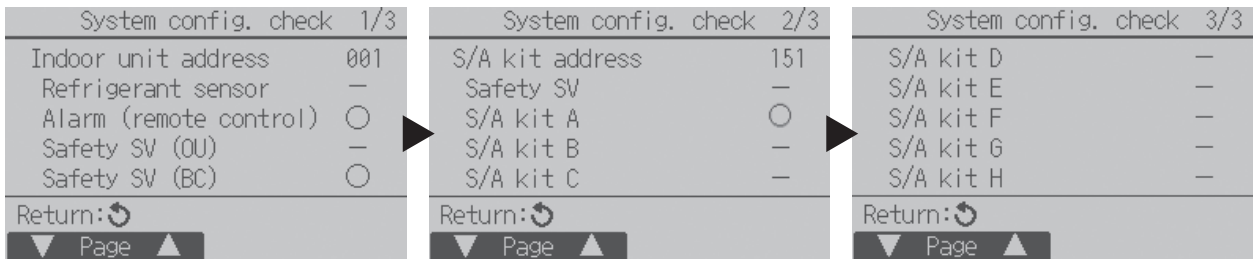 System config. check 1/3
Indoor unit address 001
Refrigerant sensor —
Alarm (remote control) ○
Safety SV (OU) —
Safety SV (BC) ○
Return:
▼ Page ▲
System config. check 2/3
S/A kit address 151
Safety SV —
S/A kit A ○
S/A kit B —
S/A kit C —
Return:
▼ Page ▲
System config. check 3/3
S/A kit D —
S/A kit E —
S/A kit F —
S/A kit G —
S/A kit H —
Return:
▼ Page ▲